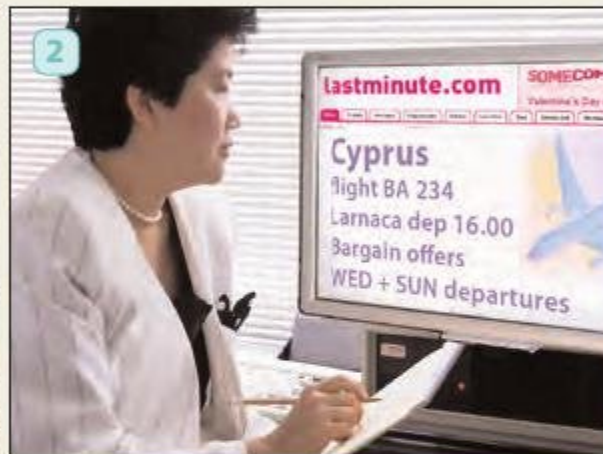 2
lastminute.com
SOMECOM
Valentine's Day
Cyprus
flight BA 234
Larnaca dep 16.00
Bargain offers
WED + SUN departures